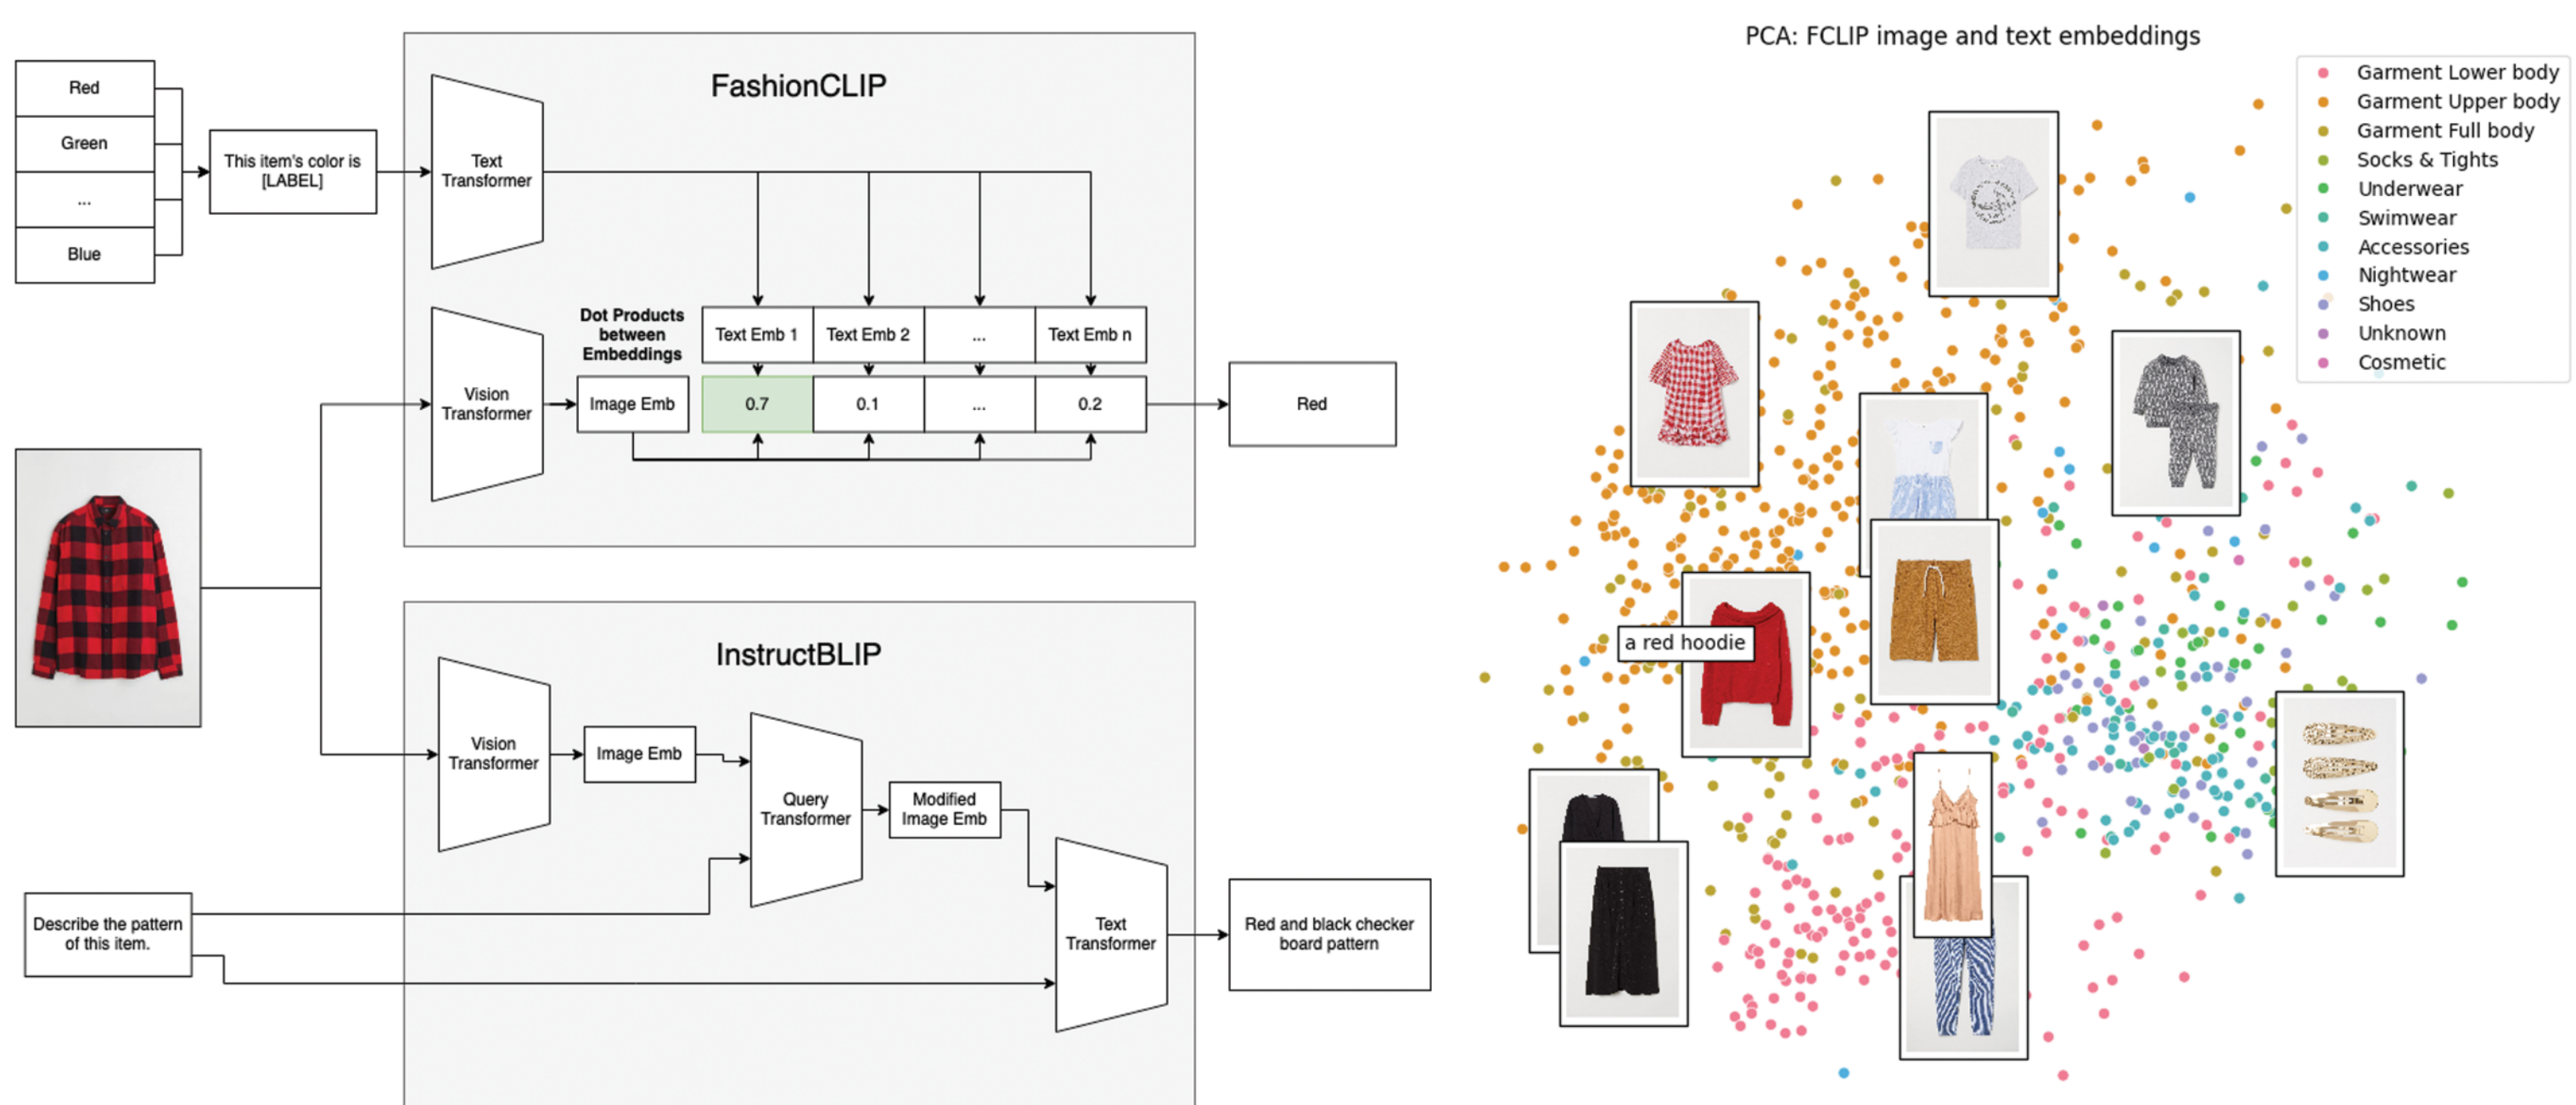 Red
Green
...
Blue
This item's color is
[LABEL]
FashionCLIP
Text
Transformer
Vision
Transformer
Dot Products
between
Embeddings
Image Emb
Text Emb 1
Text Emb 2
...
Text Emb n
0.7
0.1
...
0.2
Red
InstructBLIP
Vision
Transformer
Image Emb
Query
Transformer
Modified
Image Emb
Text
Transformer
Describe the pattern
of this item.
Red and black checker
board pattern
PCA: FCLIP image and text embeddings
Garment Lower body
Garment Upper body
Garment Full body
Socks & Tights
Underwear
Swimwear
Accessories
Nightwear
Shoes
Unknown
Cosmetic
a red hoodie